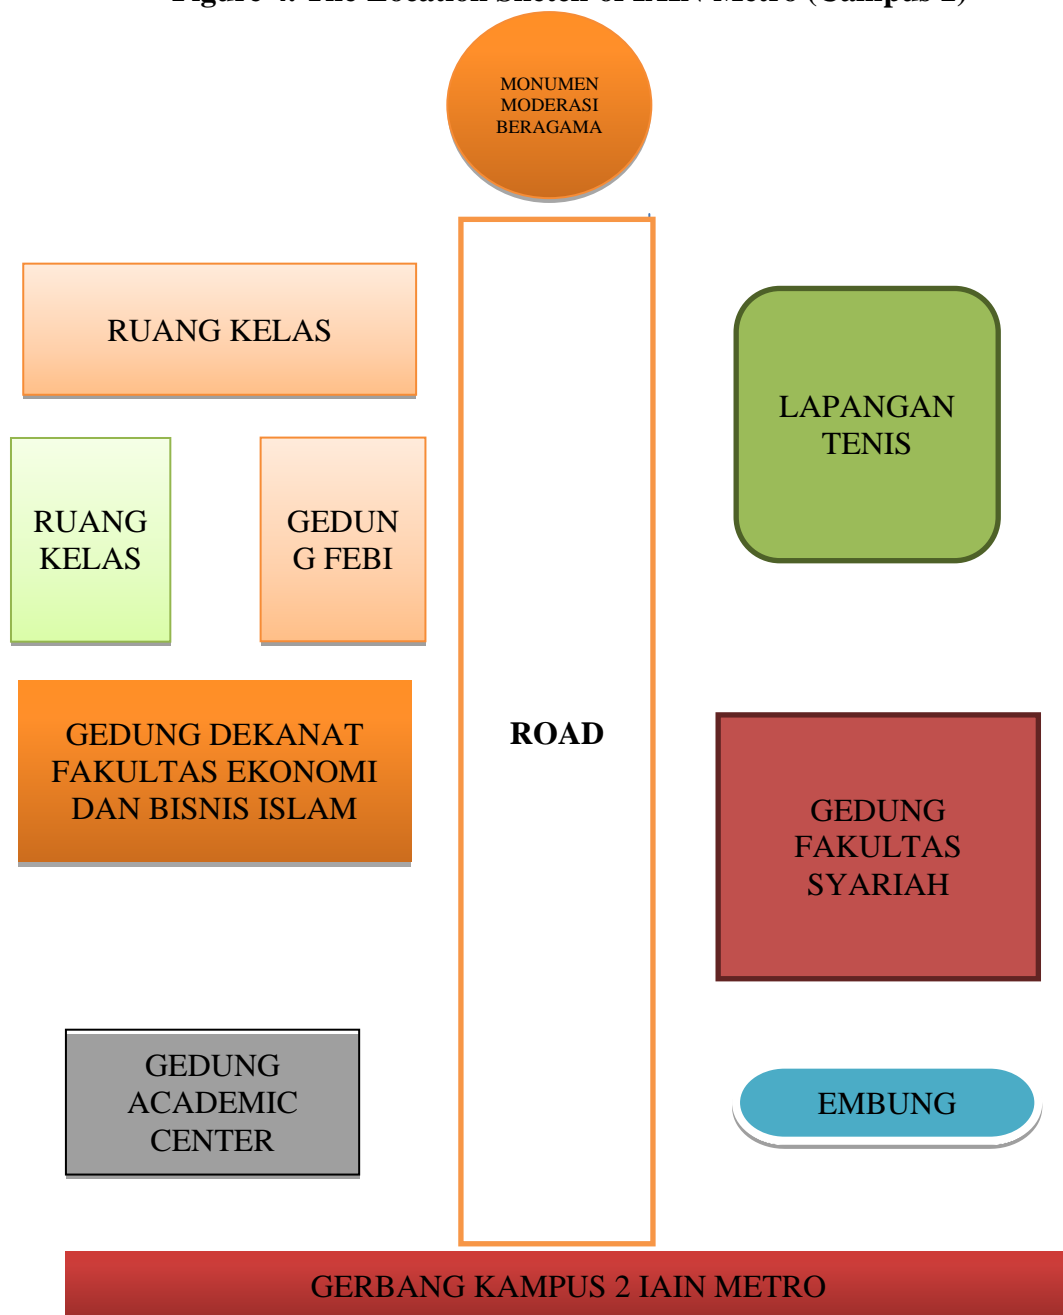 MONUMEN
MODERASI
BERAGAMA
RUANG KELAS
LAPANGAN
TENIS
RUANG
KELAS
GEDUN
G FEBI
GEDUNG DEKANAT
FAKULTAS EKONOMI
DAN BISNIS ISLAM
ROAD
GEDUNG
FAKULTAS
SYARIAH
GEDUNG
ACADEMIC
CENTER
EMBUNG
GERBANG KAMPUS 2 IAIN METRO